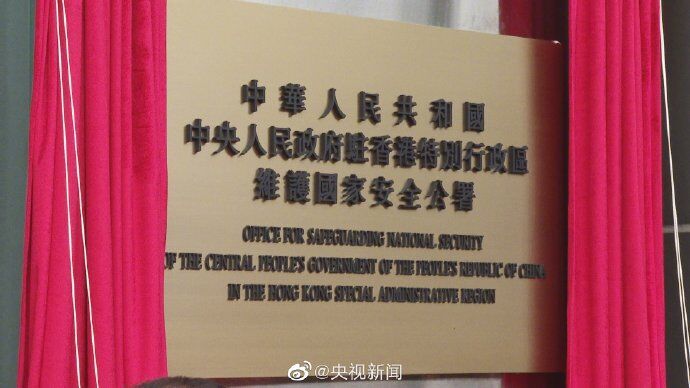 中華人民共和國
中央人民政府駐香港特別行政區
維護國家安全公署
OFFICE FOR SAFEGUARDING NATIONAL SECURITY
OF THE CENTRAL PEOPLE'S GOVERNMENT OF THE PEOPLE'S REPUBLIC OF CHINA
IN THE HONG KONG SPECIAL ADMINISTRATIVE REGION
@央视新闻